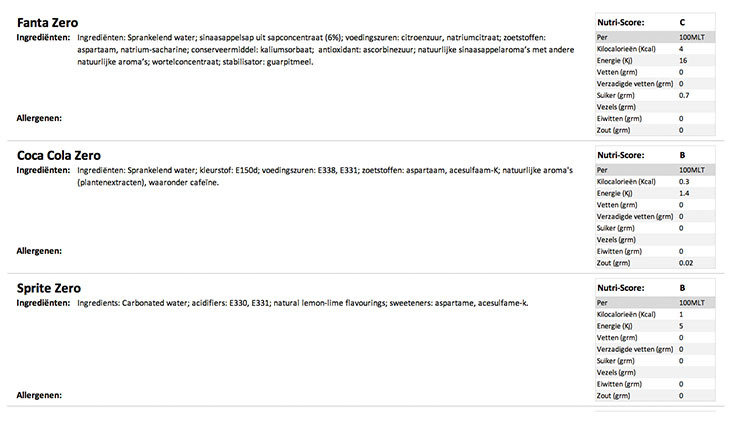 Fanta Zero
Ingrediënten: Ingrediënten: Sprankelend water; sinaasappelsap uit sapconcentraat (6%); voedingszuren: citroenzuur, natriumcitraat; zoetstoffen:
aspartaam, natrium-sacharine; conserveermiddel: kaliumsorbaat; antioxidant: ascorbinezuur; natuurlijke sinaasappelaroma's met andere
natuurlijke aroma's; wortelconcentraat; stabilisator: guarpitmeel.
Allergenen:
Nutri-Score: C
Per 100MLT
Kilocalorieën (Kcal) 4
Energie (Kj) 16
Vetten (grm) 0
Verzadigde vetten (grm) 0
Suiker (grm) 0.7
Vezels (grm)
Eiwitten (grm) 0
Zout (grm) 0
Coca Cola Zero
Ingrediënten: Ingrediënten: Sprankelend water; kleurstof: E150d; voedingszuren: E338, E331; zoetstoffen: aspartaam, acesulfaam-K; natuurlijke aroma's
(plantenextracten), waaronder cafeïne.
Allergenen:
Nutri-Score: B
Per 100MLT
Kilocalorieën (Kcal) 0.3
Energie (Kj) 1.4
Vetten (grm) 0
Verzadigde vetten (grm) 0
Suiker (grm) 0
Vezels (grm)
Eiwitten (grm) 0
Zout (grm) 0.02
Sprite Zero
Ingrediënten: Ingredients: Carbonated water; acidifiers: E330, E331; natural lemon-lime flavourings; sweeteners: aspartame, acesulfame-k.
Allergenen:
Nutri-Score: B
Per 100MLT
Kilocalorieën (Kcal) 1
Energie (Kj) 5
Vetten (grm) 0
Verzadigde vetten (grm) 0
Suiker (grm) 0
Vezels (grm)
Eiwitten (grm) 0
Zout (grm) 0